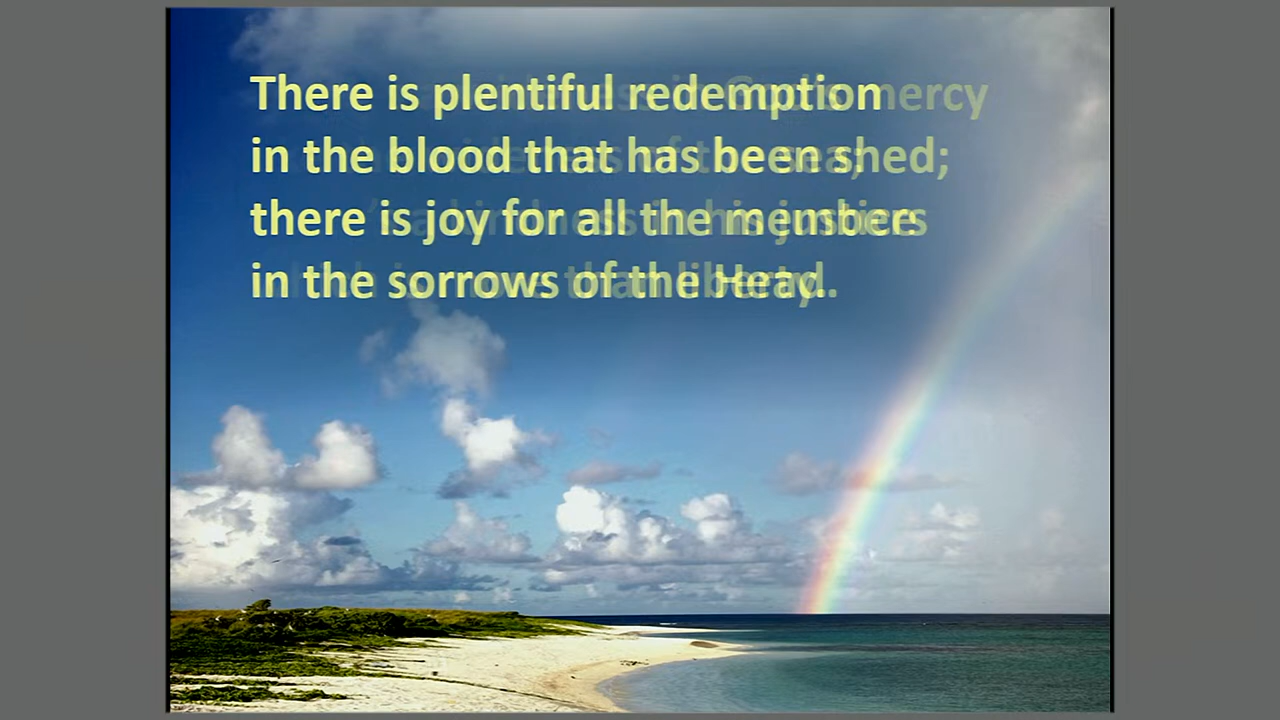 There is plentiful redemption
in the blood that has been shed;
there is joy for all the members
in the sorrows of the Head.